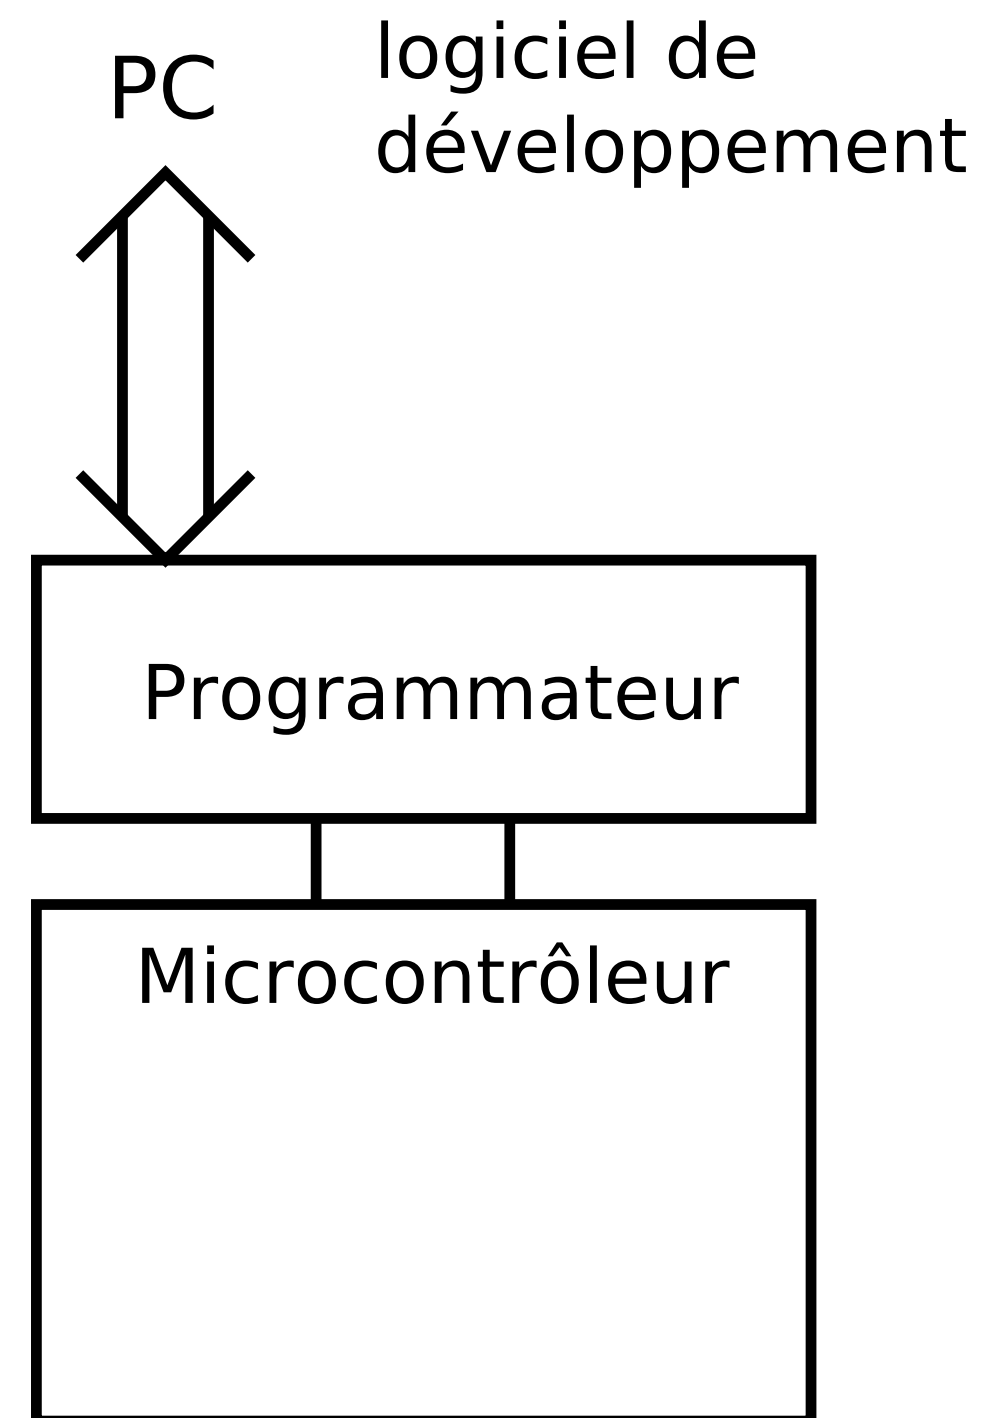 PC
logiciel de
développement
Programmateur
Microcontrôleur